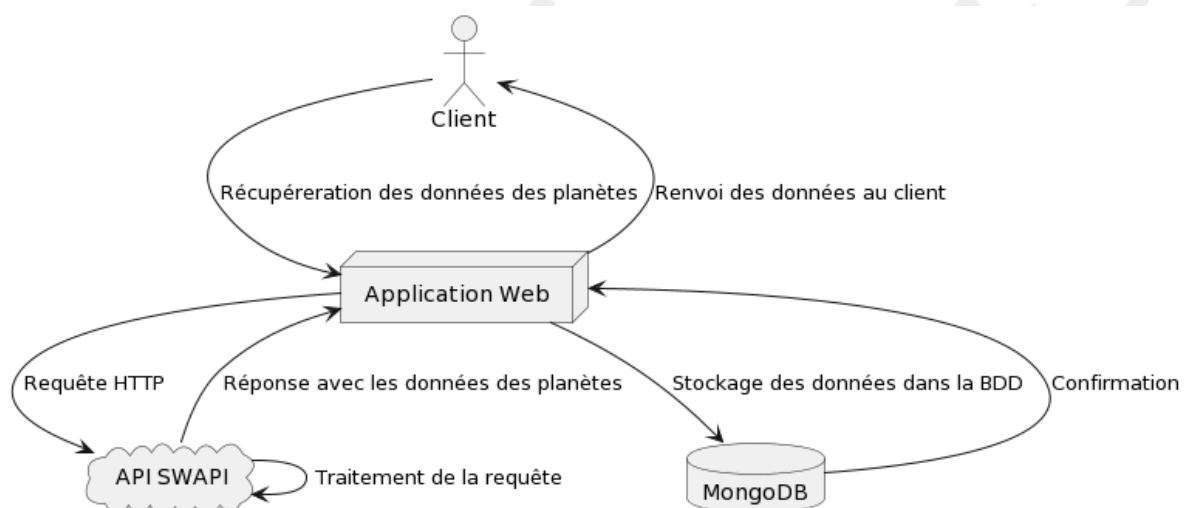 Client
Récupéreration des données des planètes
Renvoi des données au client
Application Web
Requête HTTP
Réponse avec les données des planètes
Stockage des données dans la BDD
Confirmation
API SWAPI
Traitement de la requête
MongoDB